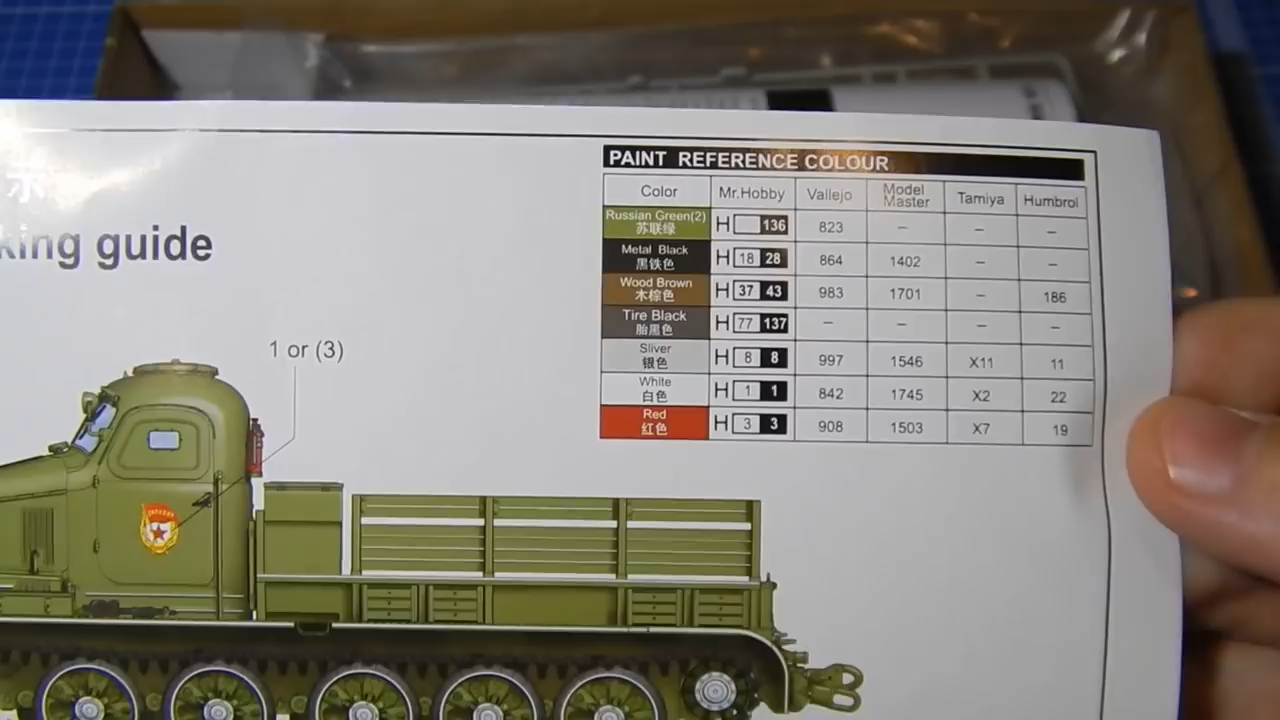 示
king guide
1 or (3)
PAINT REFERENCE COLOUR
Color Mr.Hobby Vallejo Model Master Tamiya Humbrol
Russian Green(2) 苏联绿 H 136 823 – – –
Metal Black 黑铁色 H 18 28 864 1402 – –
Wood Brown 木棕色 H 37 43 983 1701 – 186
Tire Black 胎黑色 H 77 137 – – – –
Sliver 银色 H 8 8 997 1546 X11 11
White 白色 H 1 1 842 1745 X2 22
Red 红色 H 3 3 908 1503 X7 19